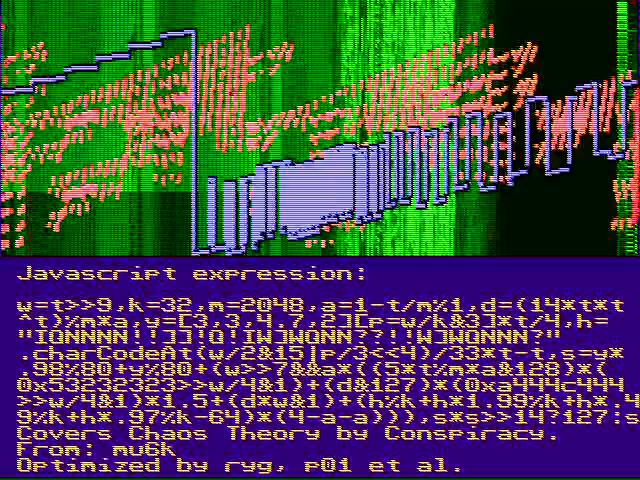 Javascript expression:
w=t>>9,k=32,m=2048,a=1-t/m%1,d=(14*t*t
^t)%m*a,y=[3,3,4.7,2][p=w/k&3]*t/4,h=
"IQNNNN!!]]!Q!IW]WQNN??!!W]WQNNN?"
.charCodeAt(w/2&15|p/3<<4)/33*t-t,s=y*
.98%80+y%80+(w>>7&&a*((5*t%m*a&128)*(
0x53232323>>w/4&1)+(d&127)*(0xa444c444
>>w/4&1)*1.5+(d*w&1)+(h%k+h*1.99%k+h*.4
9%k+h*.97%k-64)*(4-a-a))),s*s>>14?127:s
Covers Chaos Theory by Conspiracy.
From: mu6k
Optimized by ryg, p01 et al.